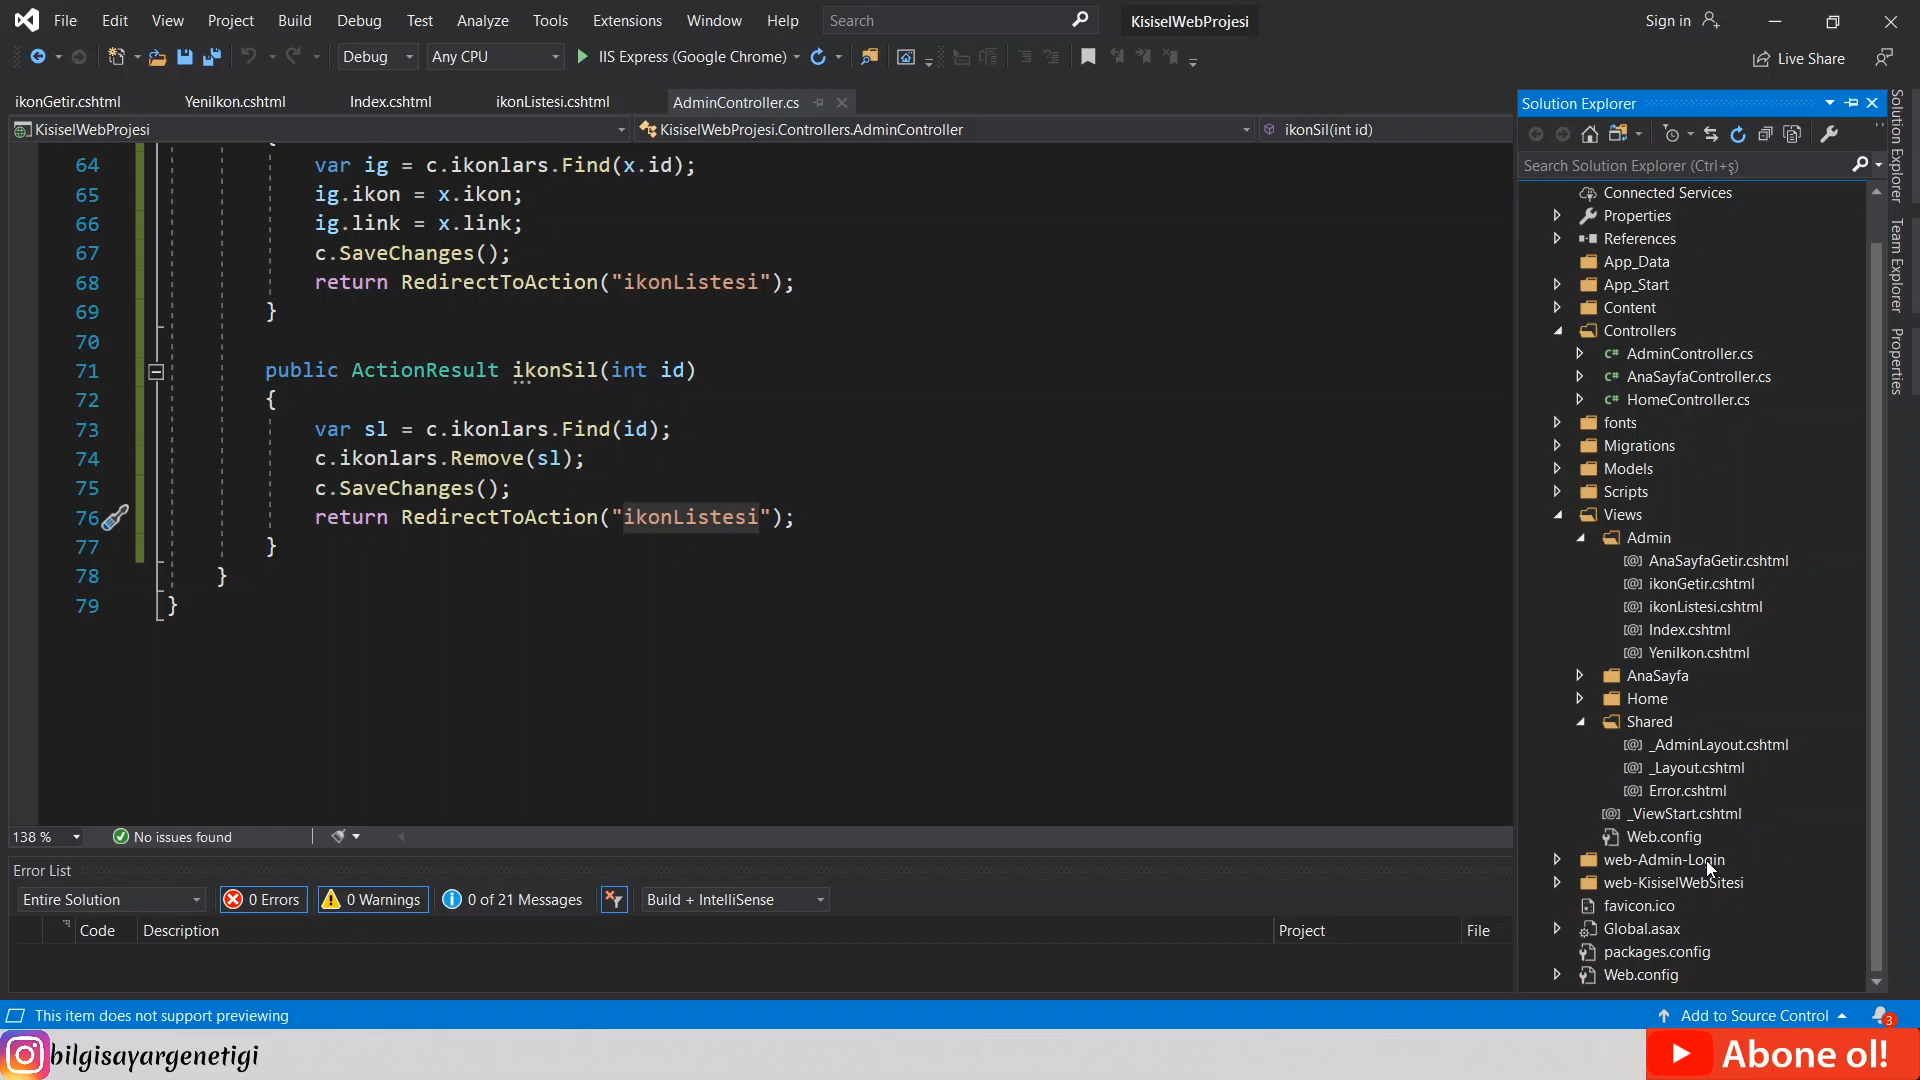 File Edit View Project Build Debug Test Analyze Tools Extensions Window Help Search KisiselWebProjesi Sign in
Debug Any CPU IIS Express (Google Chrome) Live Share
ikonGetir.cshtml YeniIkon.cshtml Index.cshtml ikonListesi.cshtml AdminController.cs
KisiselWebProjesi KisiselWebProjesi.Controllers.AdminController ikonSil(int id)
64 var ig = c.ikonlars.Find(x.id);
65 ig.ikon = x.ikon;
66 ig.link = x.link;
67 c.SaveChanges();
68 return RedirectToAction("ikonListesi");
69 }
70
71 public ActionResult ikonSil(int id)
72 {
73 var sl = c.ikonlars.Find(id);
74 c.ikonlars.Remove(sl);
75 c.SaveChanges();
76 return RedirectToAction("ikonListesi");
77 }
78 }
79 }
138 % No issues found
Error List
Entire Solution 0 Errors 0 Warnings 0 of 21 Messages Build + IntelliSense
Code Description Project File
Solution Explorer
Search Solution Explorer (Ctrl+ş)
Connected Services
Properties
References
App_Data
App_Start
Content
Controllers
AdminController.cs
AnaSayfaController.cs
HomeController.cs
fonts
Migrations
Models
Scripts
Views
Admin
AnaSayfaGetir.cshtml
ikonGetir.cshtml
ikonListesi.cshtml
Index.cshtml
YeniIkon.cshtml
AnaSayfa
Home
Shared
_AdminLayout.cshtml
_Layout.cshtml
Error.cshtml
_ViewStart.cshtml
Web.config
web-Admin-Login
web-KisiselWebSitesi
favicon.ico
Global.asax
packages.config
Web.config
Solution Explorer
Team Explorer
Properties
This item does not support previewing Add to Source Control 3
bilgisayargenetigi Abone ol!